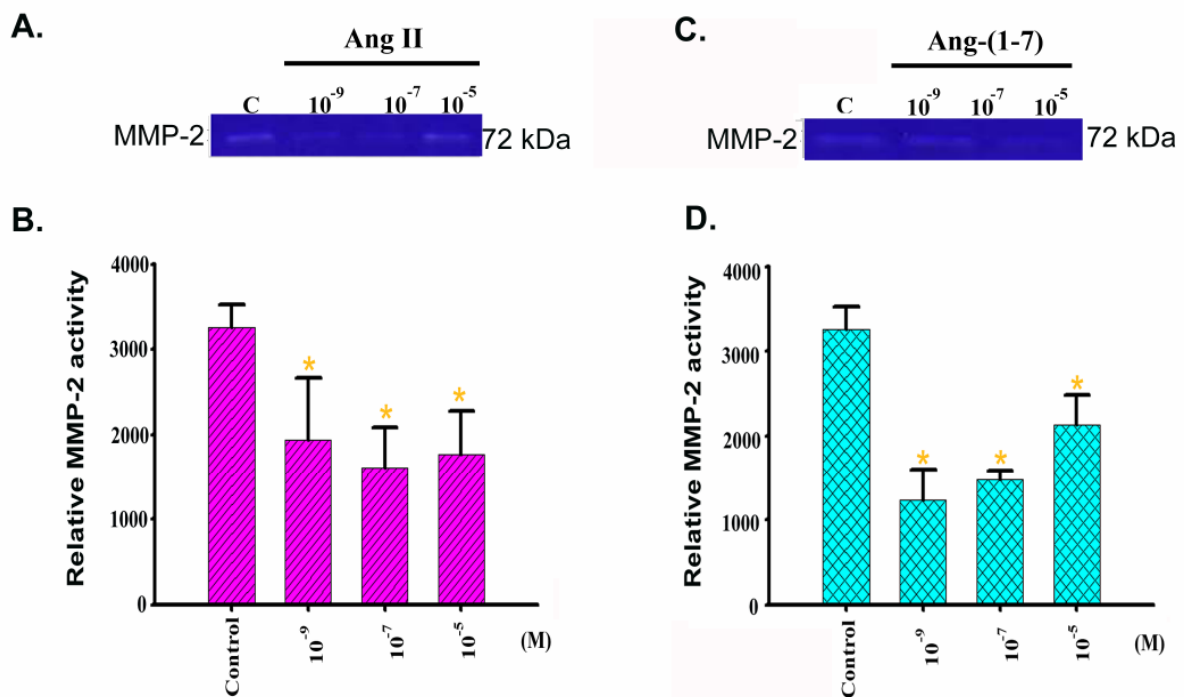 A.
Ang II
C 10⁻⁹ 10⁻⁷ 10⁻⁵
MMP-2 72 kDa
B.
Relative MMP-2 activity
4000
3000
2000
1000
0
* * *
Control 10⁻⁹ 10⁻⁷ 10⁻⁵ (M)
C.
Ang-(1-7)
C 10⁻⁹ 10⁻⁷ 10⁻⁵
MMP-2 72 kDa
D.
Relative MMP-2 activity
4000
3000
2000
1000
0
* * *
Control 10⁻⁹ 10⁻⁷ 10⁻⁵ (M)